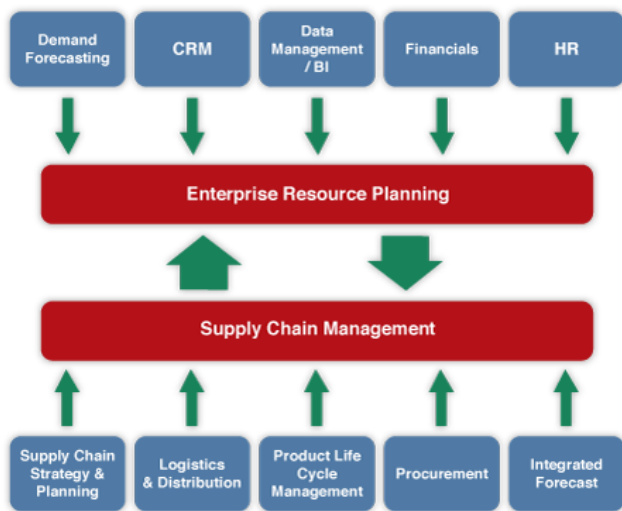 Demand
Forecasting
CRM
Data
Management
/ BI
Financials
HR
Enterprise Resource Planning
Supply Chain Management
Supply Chain
Strategy &
Planning
Logistics
& Distribution
Product Life
Cycle
Management
Procurement
Integrated
Forecast